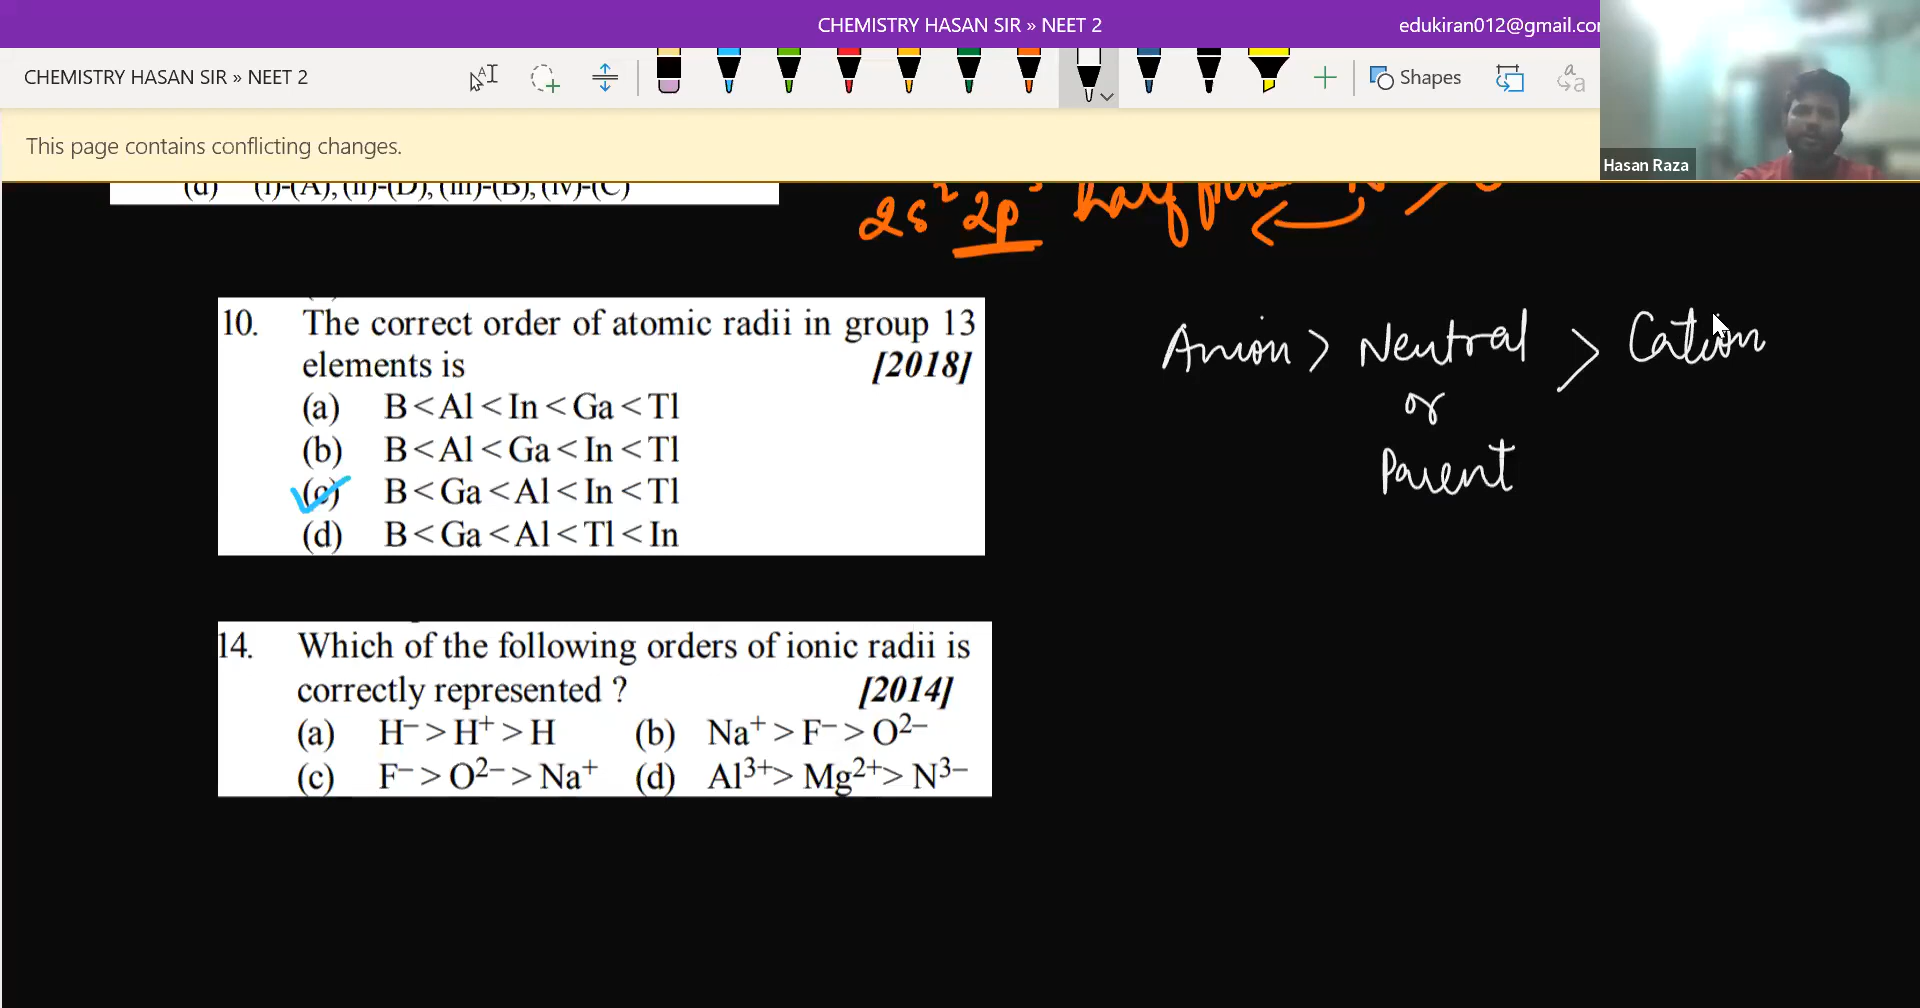 CHEMISTRY HASAN SIR » NEET 2
edukiran012@gmail.co
CHEMISTRY HASAN SIR » NEET 2
Shapes
Hasan Raza
This page contains conflicting changes.
(d) (i)-(A), (ii)-(D), (iii)-(B), (iv)-(C)
2s² 2p³ half
10. The correct order of atomic radii in group 13
elements is [2018]
(a) B < Al < In < Ga < Tl
(b) B < Al < Ga < In < Tl
(c) B < Ga < Al < In < Tl
(d) B < Ga < Al < Tl < In
Anion > Neutral > Cation
or
Parent
14. Which of the following orders of ionic radii is
correctly represented ? [2014]
(a) H⁻ > H⁺ > H (b) Na⁺ > F⁻ > O²⁻
(c) F⁻ > O²⁻ > Na⁺ (d) Al³⁺ > Mg²⁺ > N³⁻